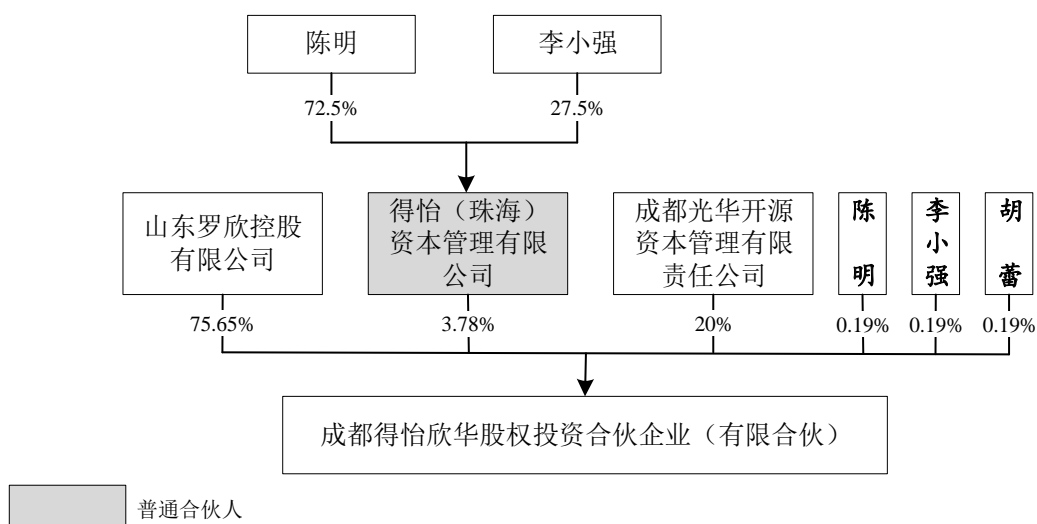 陈明
李小强
72.5%
27.5%
山东罗欣控股
有限公司
得怡（珠海）
资本管理有限
公司
成都光华开源
资本管理有限
责任公司
陈明
李小强
胡蕾
75.65%
3.78%
20%
0.19%
0.19%
0.19%
成都得怡欣华股权投资合伙企业（有限合伙）
普通合伙人